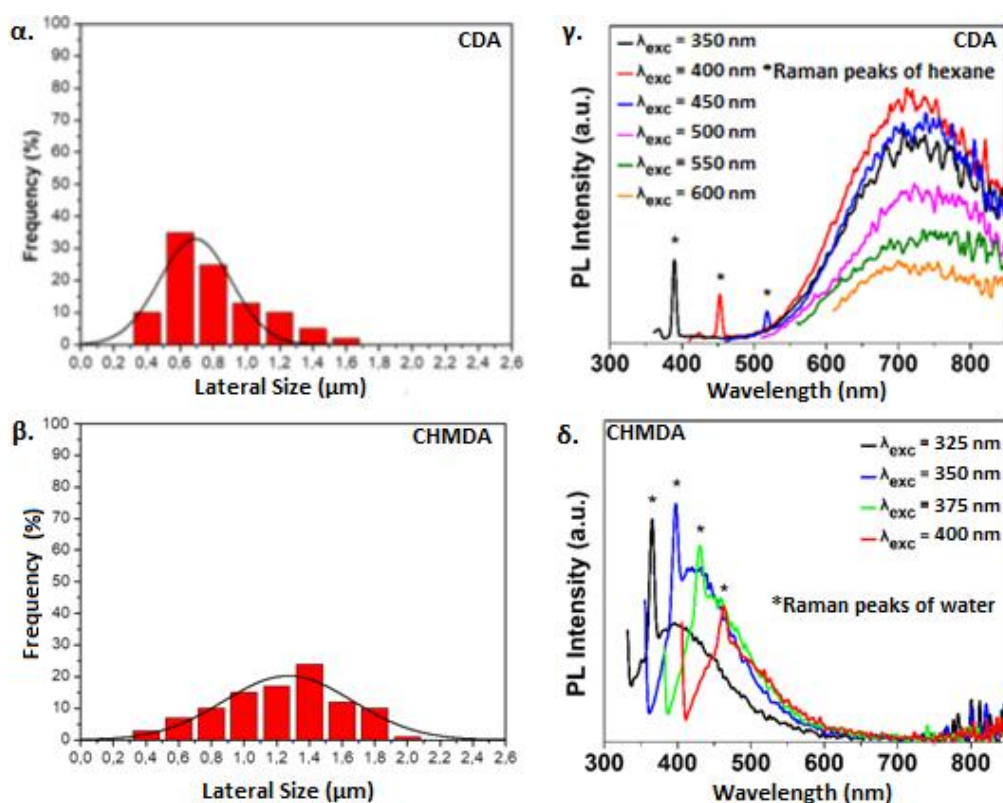 α.
CDA
Frequency (%)
100
90
80
70
60
50
40
30
20
10
0
0,0 0,2 0,4 0,6 0,8 1,0 1,2 1,4 1,6 1,8 2,0 2,2 2,4 2,6
Lateral Size (μm)
γ.
CDA
λexc = 350 nm
λexc = 400 nm *Raman peaks of hexane
λexc = 450 nm
λexc = 500 nm
λexc = 550 nm
λexc = 600 nm
*
*
*
PL Intensity (a.u.)
300 400 500 600 700 800
Wavelength (nm)
β.
CHMDA
Frequency (%)
100
90
80
70
60
50
40
30
20
10
0
0,0 0,2 0,4 0,6 0,8 1,0 1,2 1,4 1,6 1,8 2,0 2,2 2,4 2,6
Lateral Size (μm)
δ.
CHMDA
λexc = 325 nm
λexc = 350 nm
λexc = 375 nm
λexc = 400 nm
*
*
*
*
*Raman peaks of water
PL Intensity (a.u.)
300 400 500 600 700 800
Wavelength (nm)